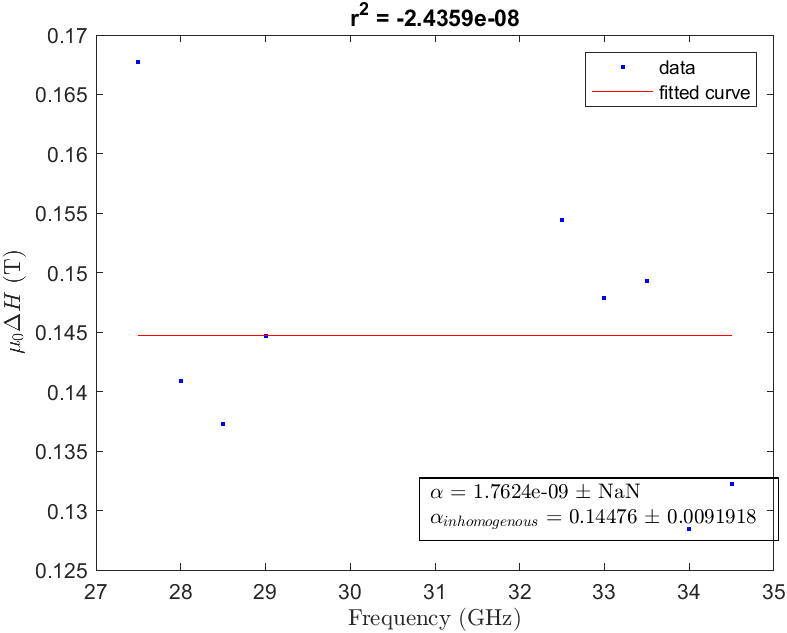 r² = -2.4359e-08
0.17
0.165
0.16
0.155
0.15
0.145
0.14
0.135
0.13
0.125
μ₀ΔH (T)
data
fitted curve
α = 1.7624e-09 ± NaN
α_inhomogenous = 0.14476 ± 0.0091918
27 28 29 30 31 32 33 34 35
Frequency (GHz)